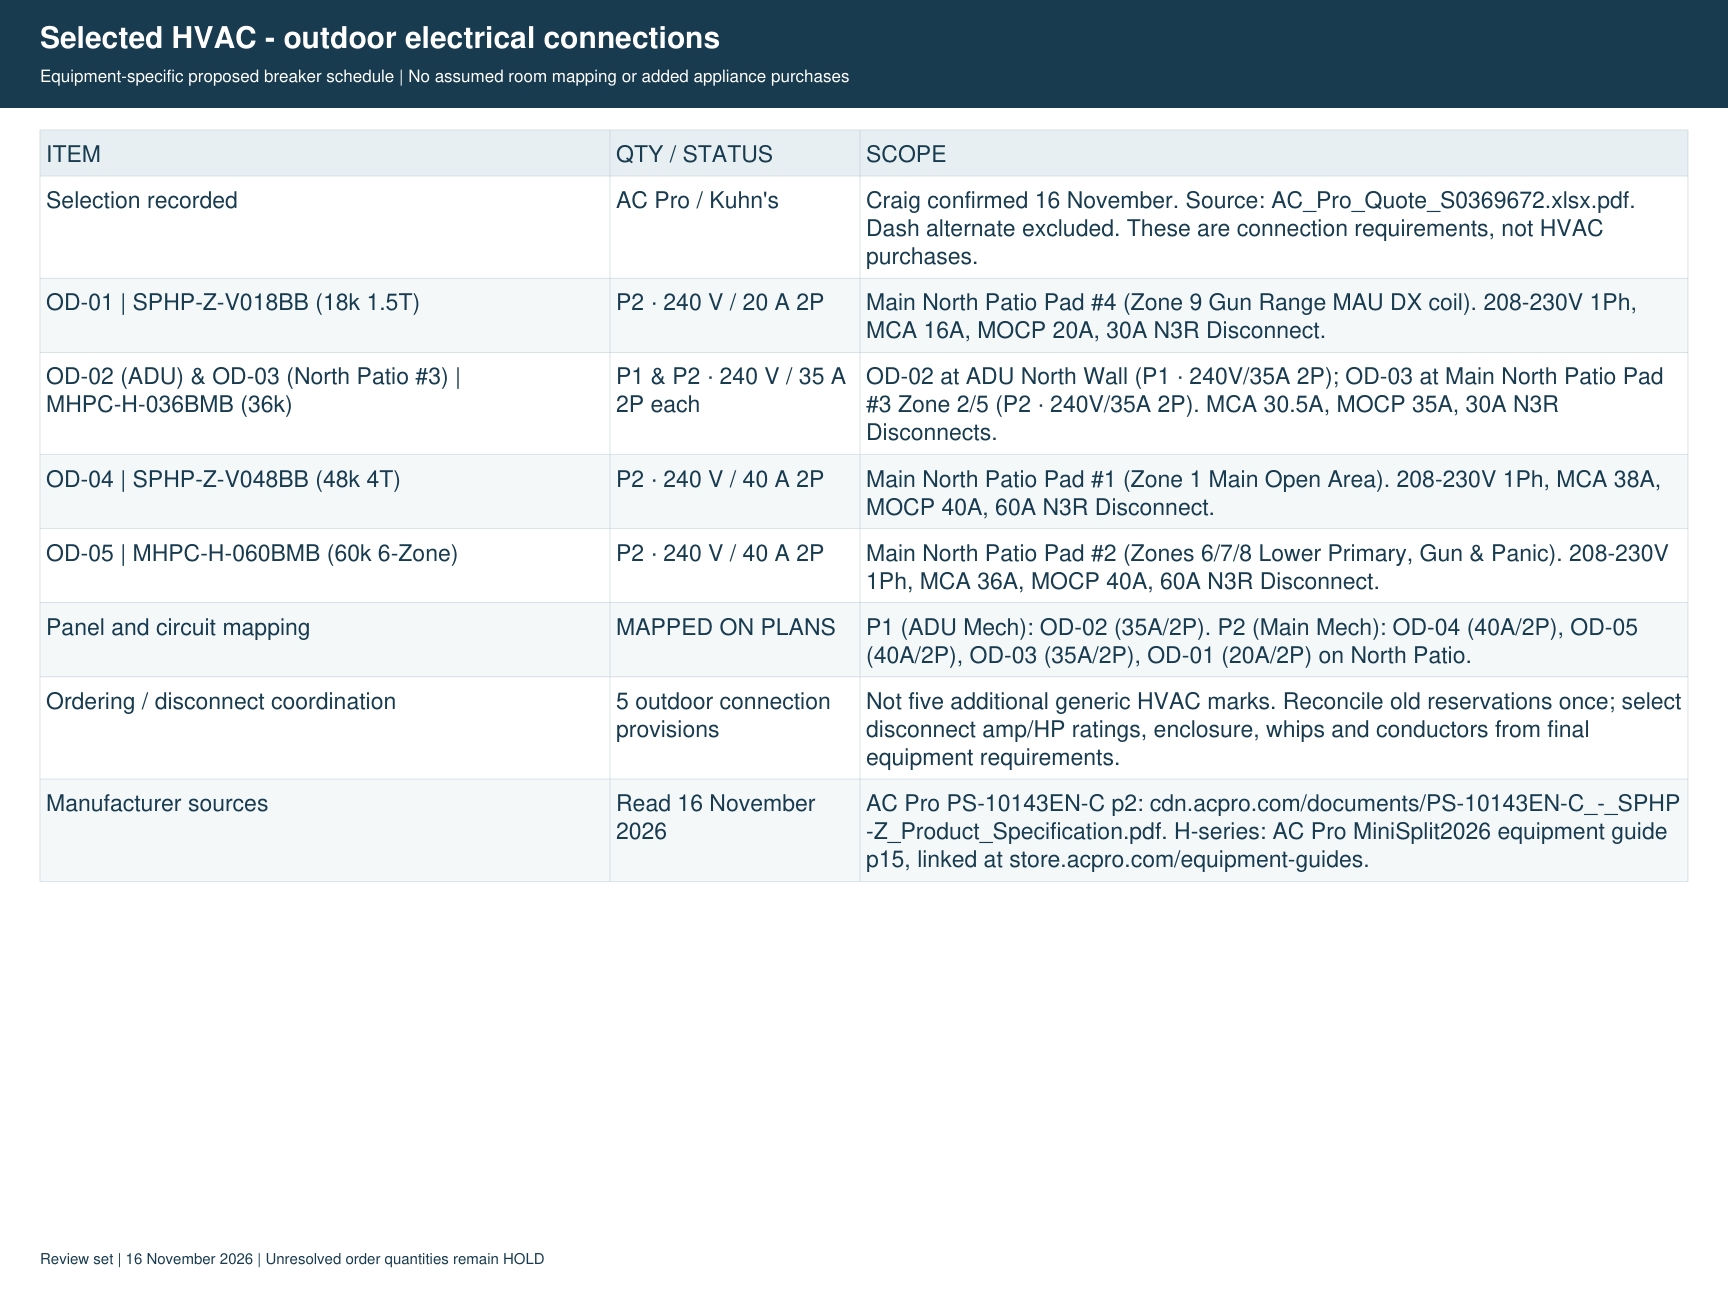 Selected HVAC - outdoor electrical connections
Equipment-specific proposed breaker schedule | No assumed room mapping or added appliance purchases
ITEM
QTY / STATUS
SCOPE
Selection recorded
AC Pro / Kuhn's
Craig confirmed 16 November. Source: AC_Pro_Quote_S0369672.xlsx.pdf.
Dash alternate excluded. These are connection requirements, not HVAC
purchases.
OD-01 | SPHP-Z-V018BB (18k 1.5T)
P2 · 240 V / 20 A 2P
Main North Patio Pad #4 (Zone 9 Gun Range MAU DX coil). 208-230V 1Ph,
MCA 16A, MOCP 20A, 30A N3R Disconnect.
OD-02 (ADU) & OD-03 (North Patio #3) |
MHPC-H-036BMB (36k)
P1 & P2 · 240 V / 35 A
2P each
OD-02 at ADU North Wall (P1 · 240V/35A 2P); OD-03 at Main North Patio Pad
#3 Zone 2/5 (P2 · 240V/35A 2P). MCA 30.5A, MOCP 35A, 30A N3R
Disconnects.
OD-04 | SPHP-Z-V048BB (48k 4T)
P2 · 240 V / 40 A 2P
Main North Patio Pad #1 (Zone 1 Main Open Area). 208-230V 1Ph, MCA 38A,
MOCP 40A, 60A N3R Disconnect.
OD-05 | MHPC-H-060BMB (60k 6-Zone)
P2 · 240 V / 40 A 2P
Main North Patio Pad #2 (Zones 6/7/8 Lower Primary, Gun & Panic). 208-230V
1Ph, MCA 36A, MOCP 40A, 60A N3R Disconnect.
Panel and circuit mapping
MAPPED ON PLANS
P1 (ADU Mech): OD-02 (35A/2P). P2 (Main Mech): OD-04 (40A/2P), OD-05
(40A/2P), OD-03 (35A/2P), OD-01 (20A/2P) on North Patio.
Ordering / disconnect coordination
5 outdoor connection
provisions
Not five additional generic HVAC marks. Reconcile old reservations once; select
disconnect amp/HP ratings, enclosure, whips and conductors from final
equipment requirements.
Manufacturer sources
Read 16 November
2026
AC Pro PS-10143EN-C p2: cdn.acpro.com/documents/PS-10143EN-C_-_SPHP
-Z_Product_Specification.pdf. H-series: AC Pro MiniSplit2026 equipment guide
p15, linked at store.acpro.com/equipment-guides.
Review set | 16 November 2026 | Unresolved order quantities remain HOLD